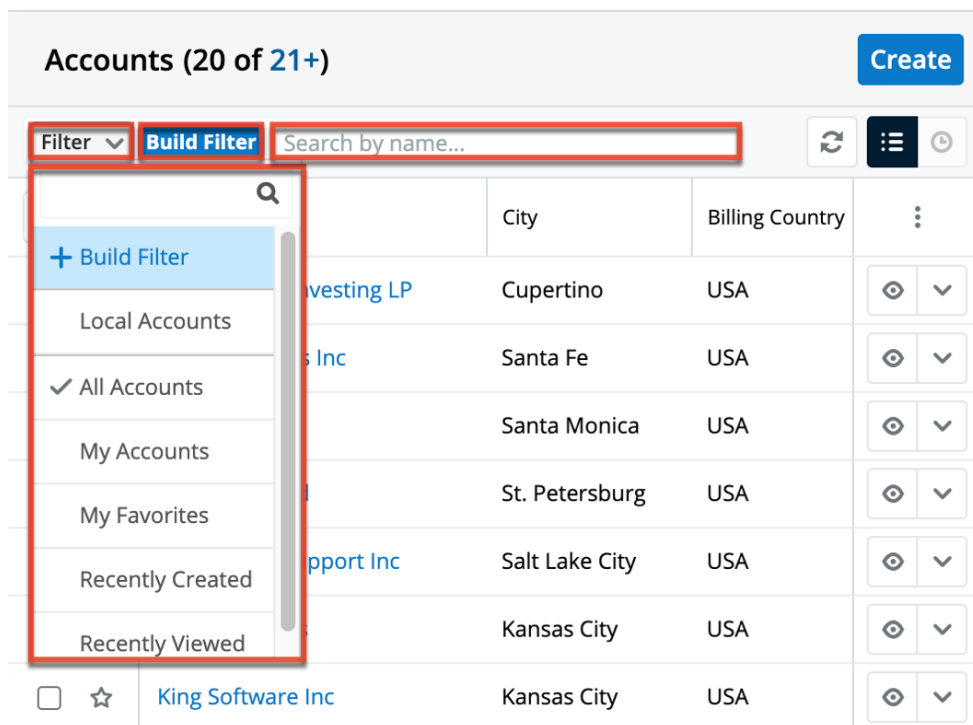 Accounts (20 of 21+)
Create
Filter
Build Filter
Search by name...
City
Billing Country
Build Filter
Local Accounts
All Accounts
My Accounts
My Favorites
Recently Created
Recently Viewed
LP Cupertino USA
Inc Santa Fe USA
Santa Monica USA
St. Petersburg USA
Inc Salt Lake City USA
Kansas City USA
King Software Inc Kansas City USA